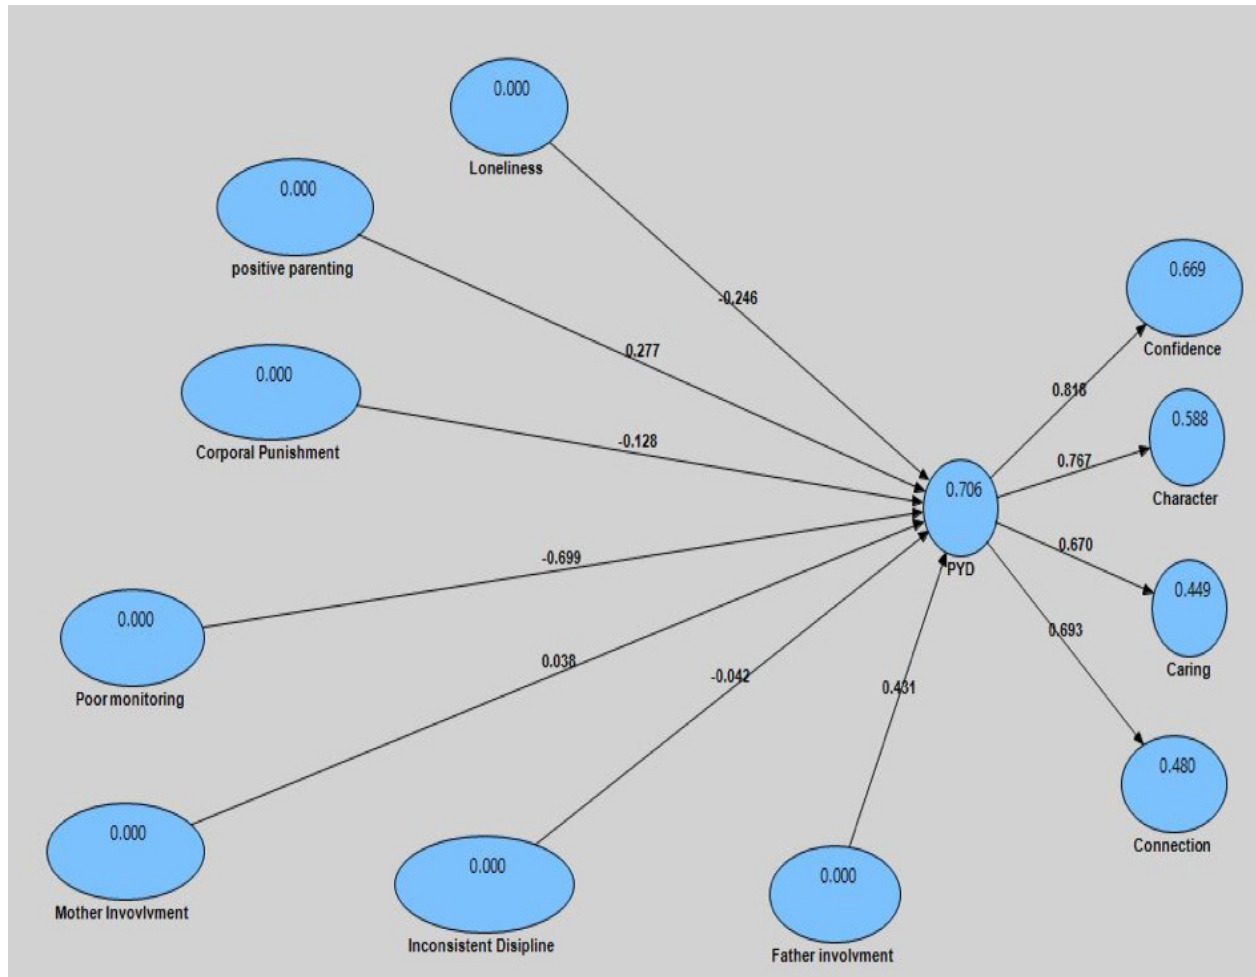 0.000
Loneliness
0.000
positive parenting
-0.246
0.669
Confidence
0.277
0.000
Corporal Punishment
0.818
0.588
Character
-0.128
0.767
0.706
PYD
0.670
0.449
Caring
-0.699
0.000
Poor monitoring
0.693
0.038
-0.042
0.431
0.480
Connection
0.000
Mother Invovlvment
0.000
Inconsistent Disipline
0.000
Father involvment